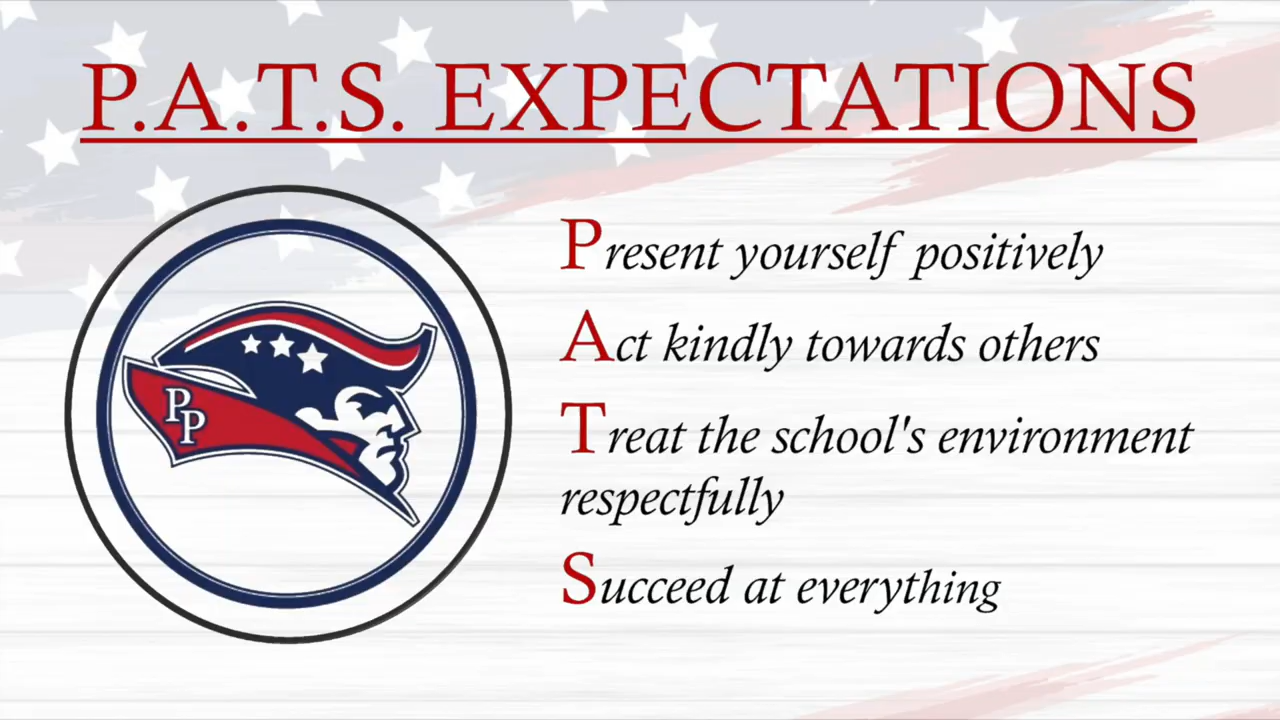 P.A.T.S. EXPECTATIONS
Present yourself positively
Act kindly towards others
Treat the school's environment
respectfully
Succeed at everything
PP